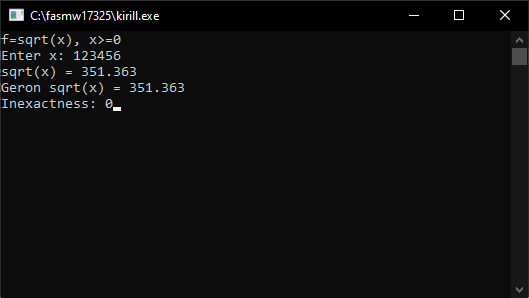 C:\fasmw17325\kirill.exe
f=sqrt(x), x>=0
Enter x: 123456
sqrt(x) = 351.363
Geron sqrt(x) = 351.363
Inexactness: 0